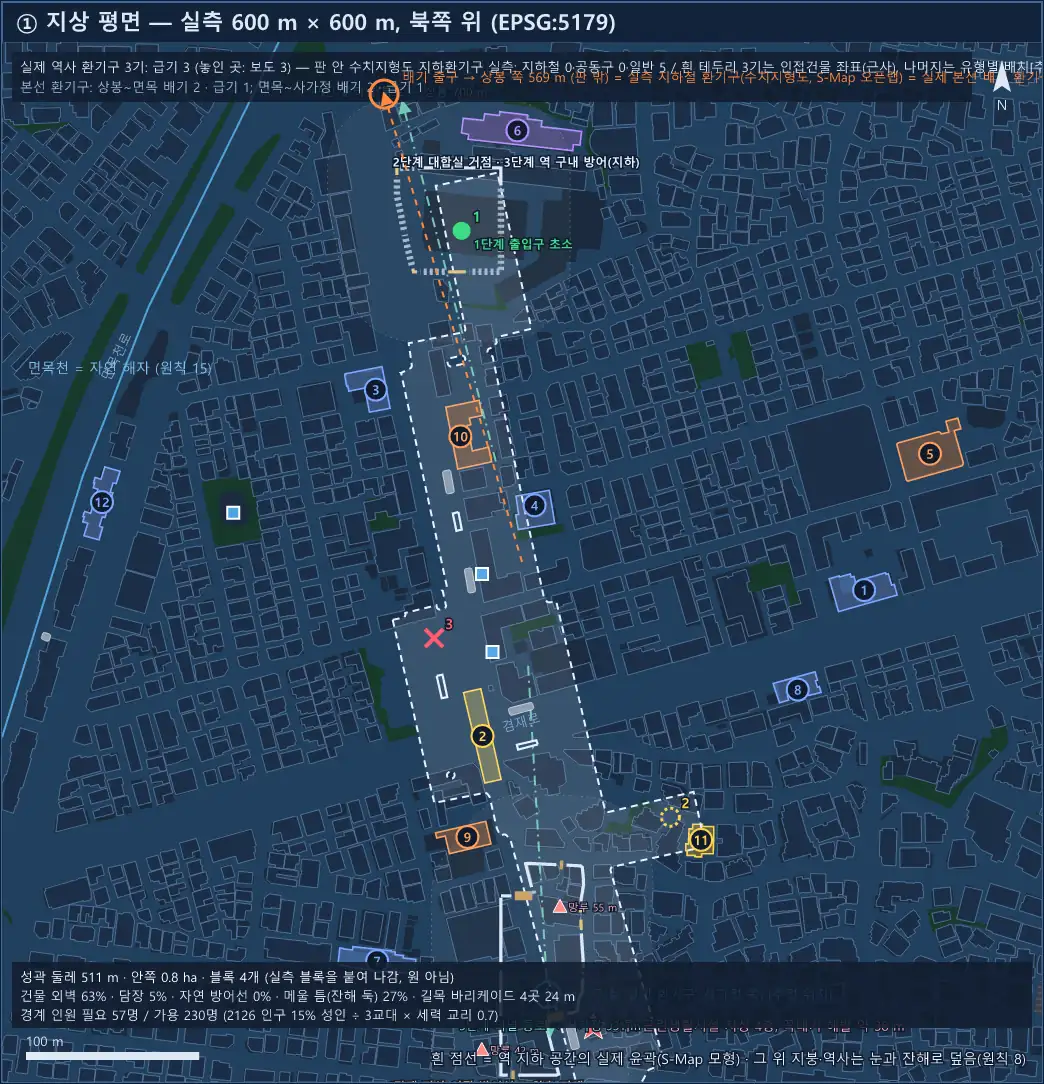 ① 지상 평면 — 실측 600 m × 600 m, 북쪽 위 (EPSG:5179)
실제 역사 환기구 3기: 급기 3 (놓인 곳: 보도 3) — 판 안 수치지형도 지하환기구 실측: 지하철 0·공동구 0·일반 5 / 흰 테두리 3기는 인접건물 좌표(근사), 나머지는 유형별 배치
배기 출구 → 상봉 쪽 569 m (판 밖) = 실측 지하철 환기구(수치지형도, S-Map 오픈랩) = 실제 본선
본선 환기구: 상봉~면목 배기 2 · 급기 1; 면목~사가정 배기 2 · 급기 1
N
6
2단계 대합실 거점 · 3단계 역 구내 방어(지하)
1
1단계 출입구 초소
면목천 = 자연 해자 (원칙 15)
3
10
5
12
4
1
3
8
겸재로
2
2
11
9
망루 55 m
7
성곽 둘레 511 m · 안쪽 0.8 ha · 블록 4개 (실측 블록을 붙여 나감, 원 아님)
건물 외벽 63% · 담장 5% · 자연 방어선 0% · 메울 틈(잔해 둑) 27% · 길목 바리케이드 4곳 24 m
경계 인원 필요 57명 / 가용 230명 (2126 인구 15% 성인 ÷ 3교대 × 세력 교리 0.7)
100 m
흰 점선 = 역 지하 공간의 실제 윤곽(S-Map 모형) · 그 위 지붕·역사는 눈과 잔해로 덮음(원칙 8)